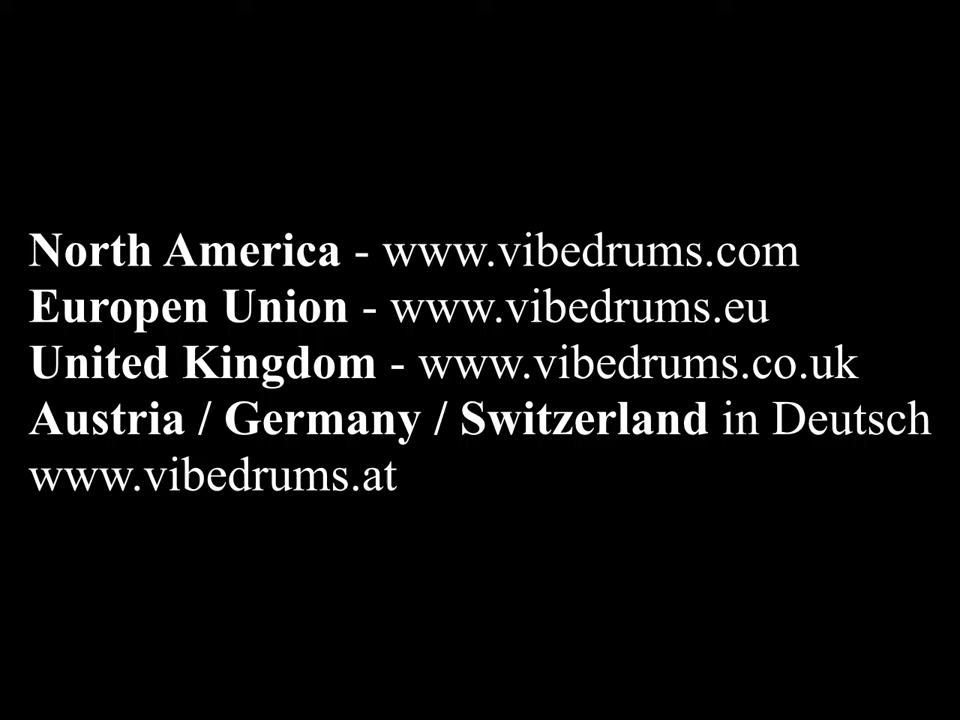 North America - www.vibedrums.com
Europen Union - www.vibedrums.eu
United Kingdom - www.vibedrums.co.uk
Austria / Germany / Switzerland in Deutsch
www.vibedrums.at